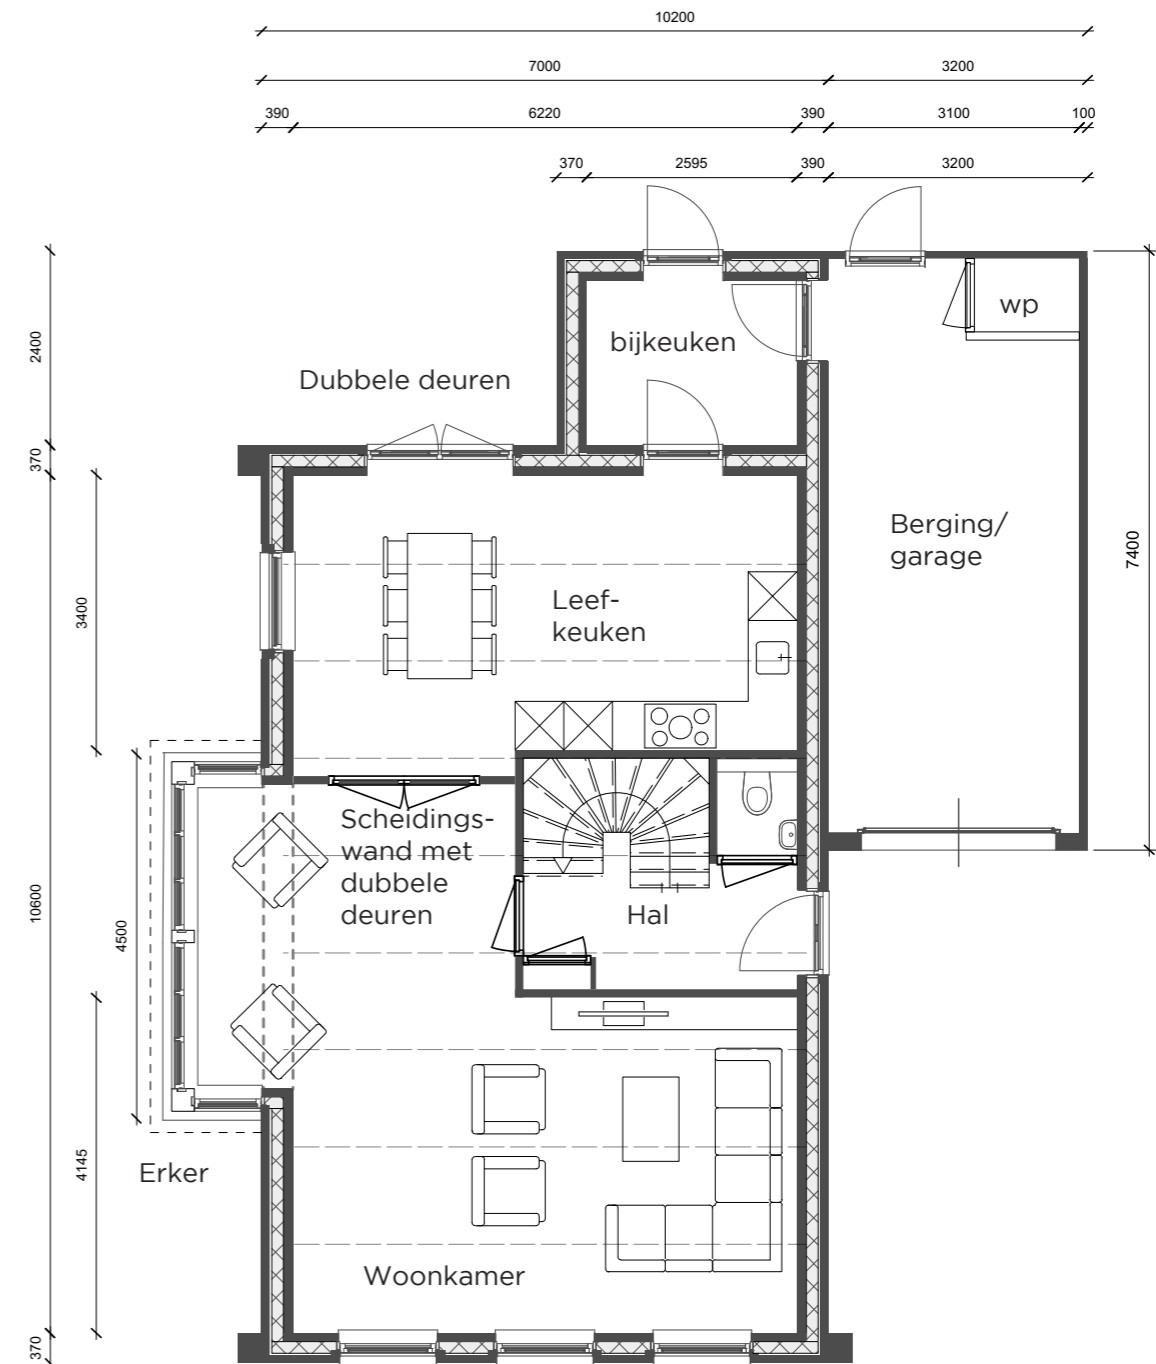 10200
7000
3200
390
6220
390
3100
100
370
2595
390
3200
2400
370
3400
10600
4500
4145
370
7400
wp
bijkeuken
Dubbele deuren
Berging/
garage
Leef-
keuken
Scheidings-
wand met
dubbele
deuren
Hal
Erker
Woonkamer